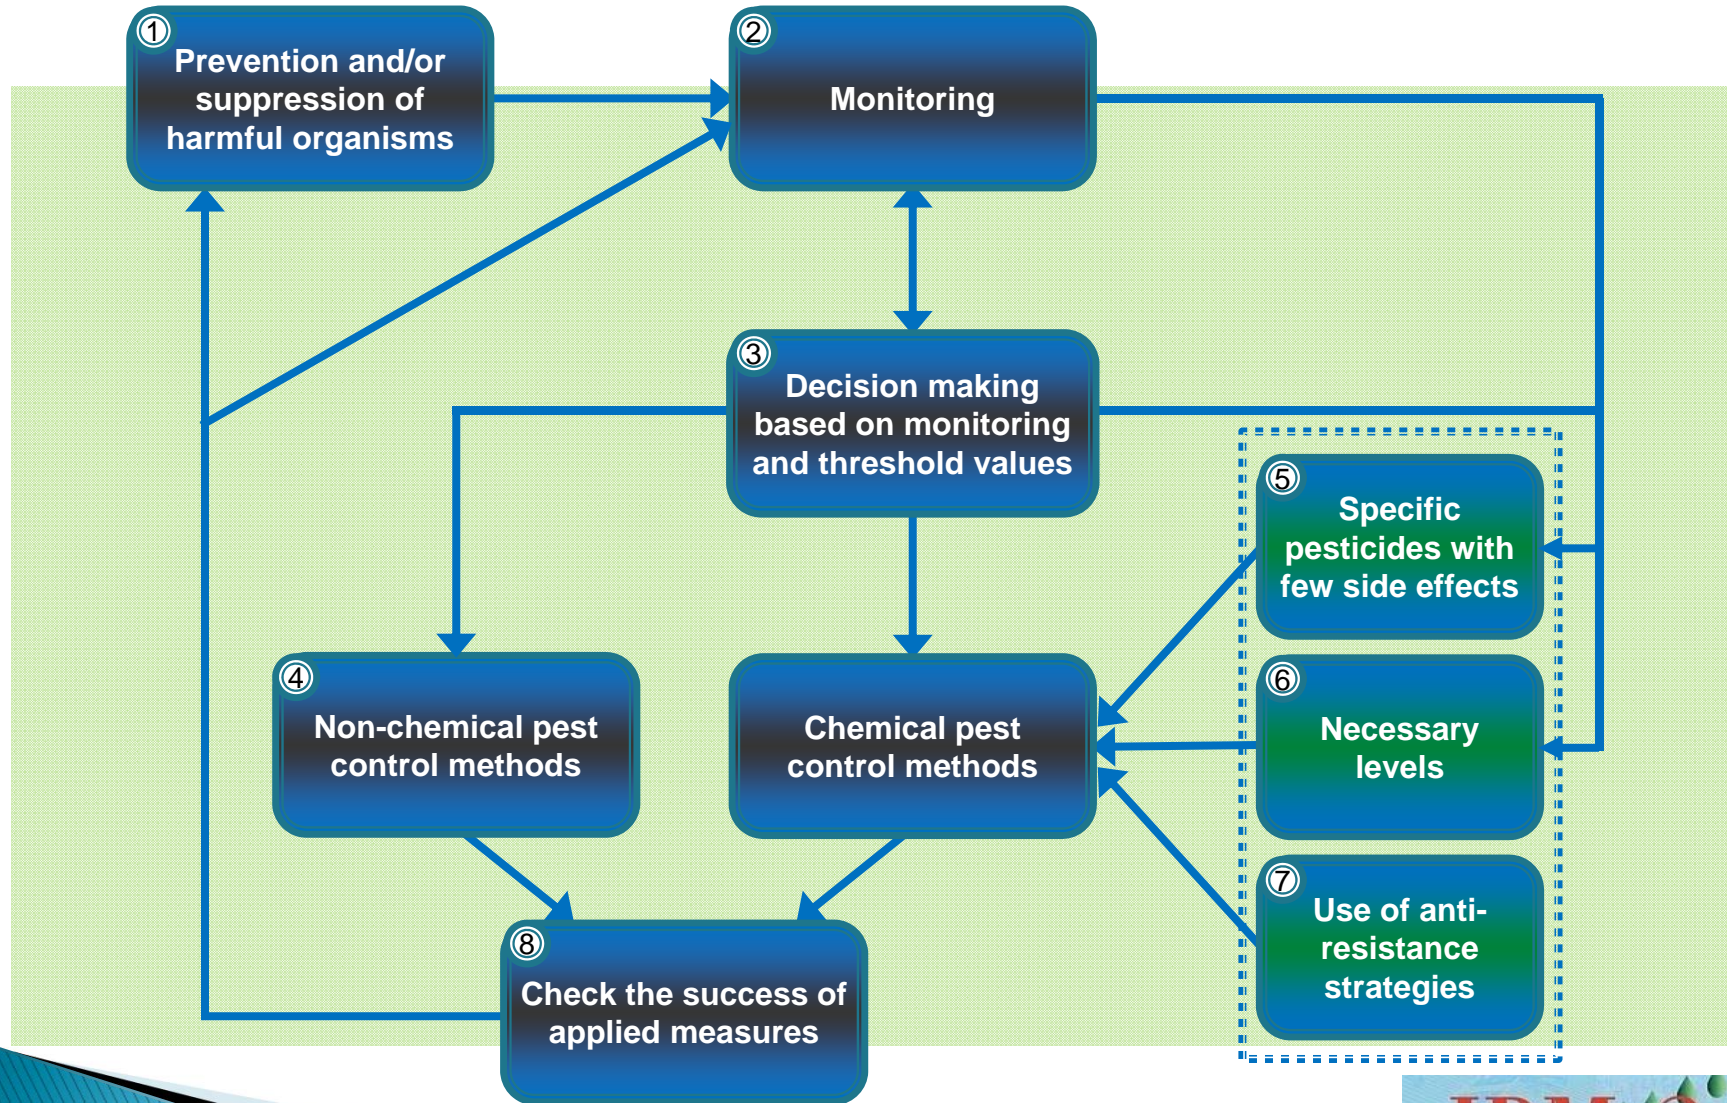 ①
Prevention and/or
suppression of
harmful organisms
②
Monitoring
③
Decision making
based on monitoring
and threshold values
④
Non-chemical pest
control methods
Chemical pest
control methods
⑤
Specific
pesticides with
few side effects
⑥
Necessary
levels
⑦
Use of anti-
resistance
strategies
⑧
Check the success of
applied measures